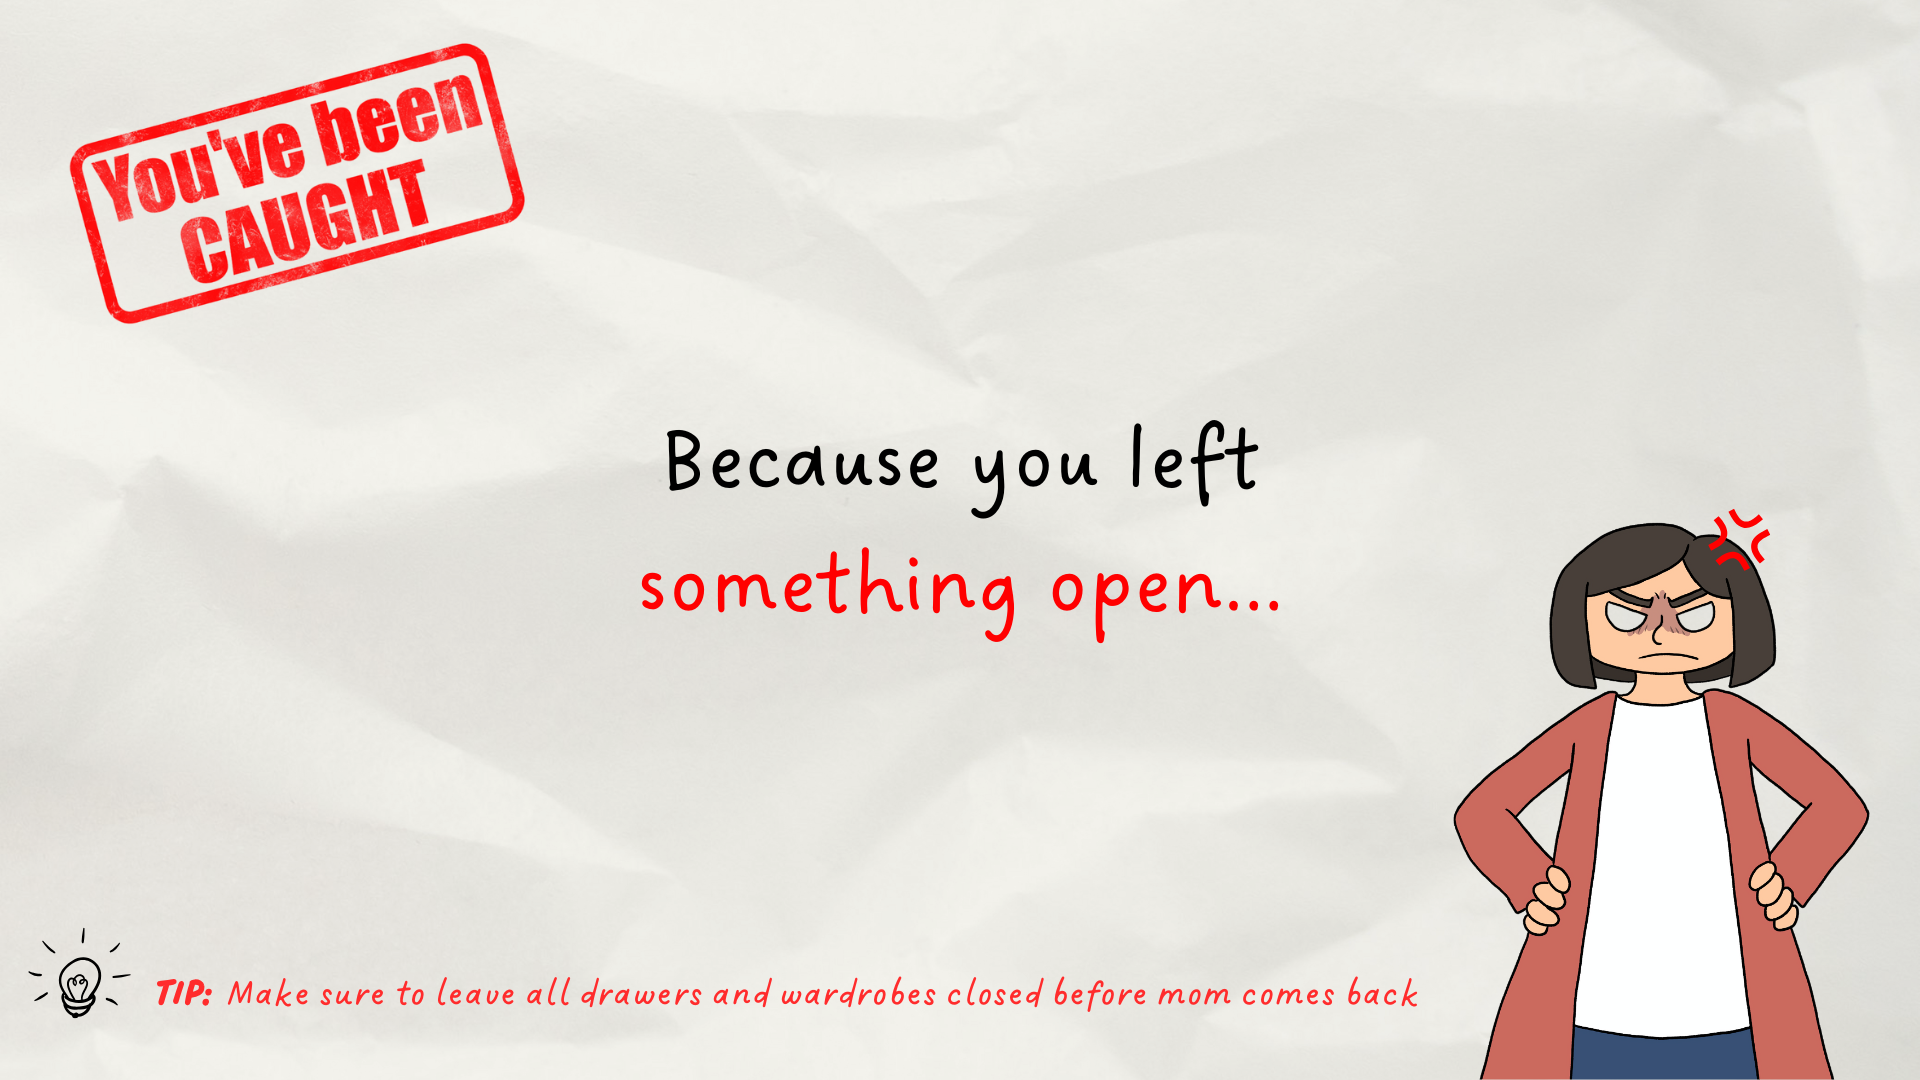 You've been
CAUGHT
Because you left
something open...
TIP: Make sure to leave all drawers and wardrobes closed before mom comes back